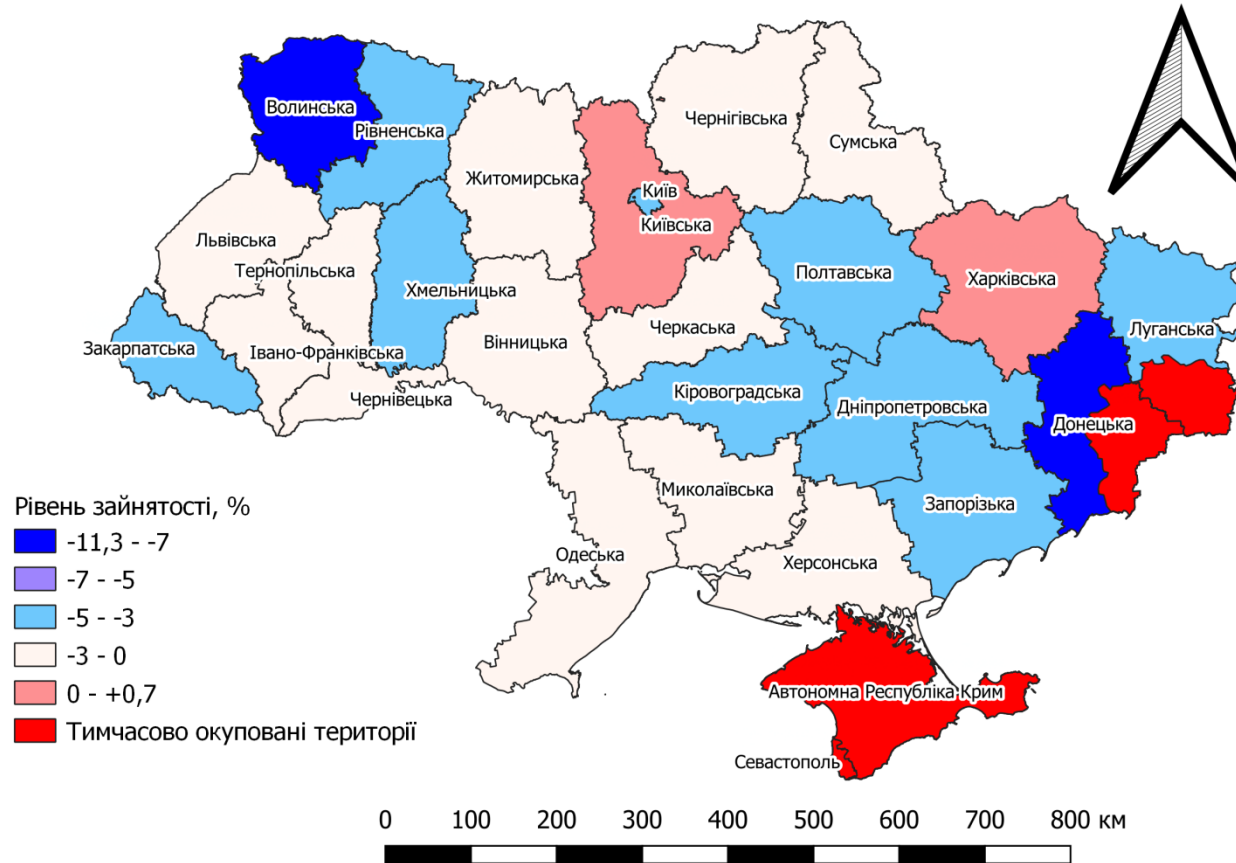 Волинська
Рівненська
Житомирська
Чернігівська
Сумська
Київ
Київська
Львівська
Тернопільська
Хмельницька
Полтавська
Харківська
Луганська
Закарпатська
Івано-Франківська
Вінницька
Черкаська
Чернівецька
Кіровоградська
Дніпропетровська
Донецька
Миколаївська
Запорізька
Одеська
Херсонська
Автономна Республіка Крим
Севастополь
Рівень зайнятості, %
-11,3 - -7
-7 - -5
-5 - -3
-3 - 0
0 - +0,7
Тимчасово окуповані території
0 100 200 300 400 500 600 700 800 км